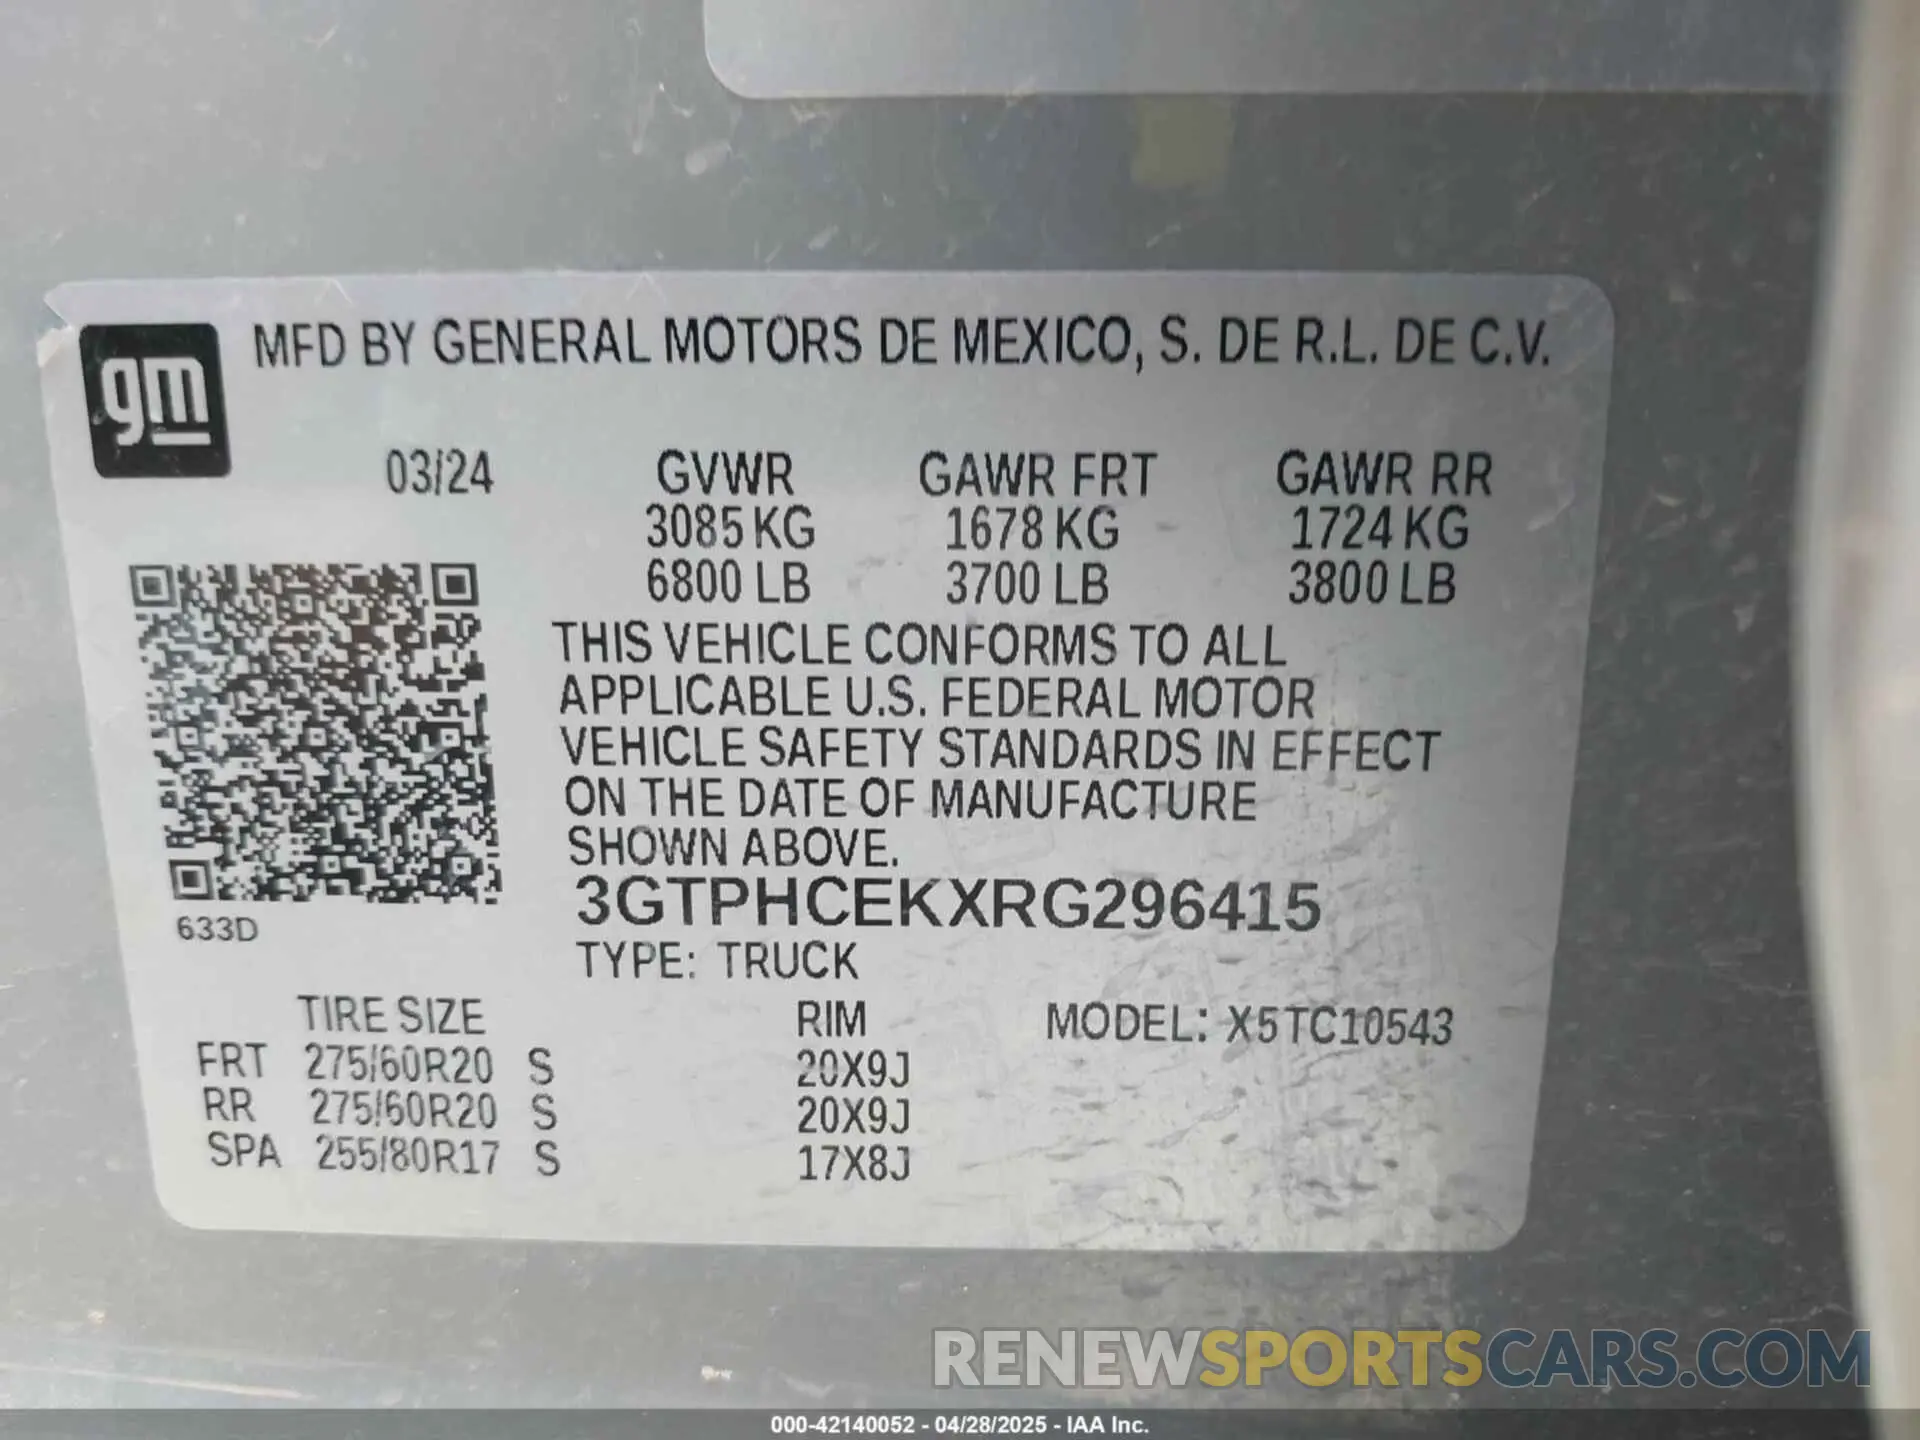 MFD BY GENERAL MOTORS DE MEXICO, S. DE R.L. DE C.V.
gm
03/24 GVWR GAWR FRT GAWR RR
3085 KG 1678 KG 1724 KG
6800 LB 3700 LB 3800 LB
THIS VEHICLE CONFORMS TO ALL
APPLICABLE U.S. FEDERAL MOTOR
VEHICLE SAFETY STANDARDS IN EFFECT
ON THE DATE OF MANUFACTURE
SHOWN ABOVE.
3GTPHCEKXRG296415
633D
TYPE: TRUCK
TIRE SIZE RIM MODEL: X5TC10543
FRT 275/60R20 S 20X9J
RR 275/60R20 S 20X9J
SPA 255/80R17 S 17X8J
RENEWSPORTSCARS.COM
000-42140052 - 04/28/2025 - IAA Inc.